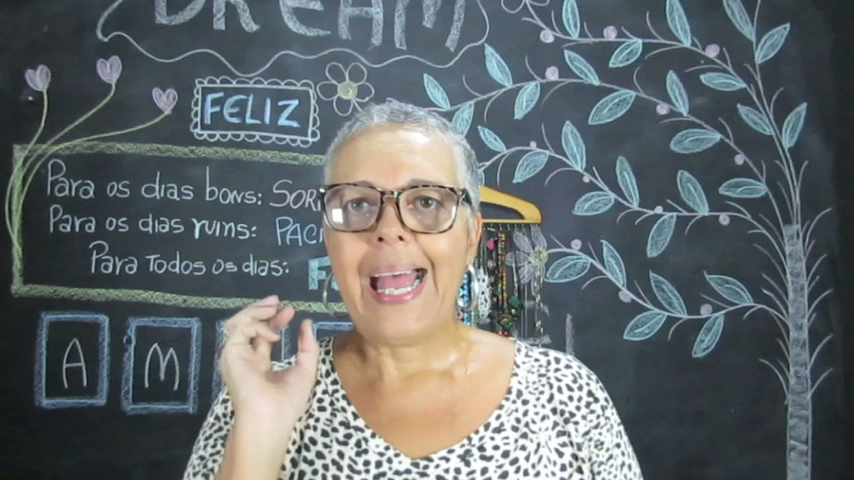 DREAM
FELIZ
Para os dias bons:
Para os dias ruins:
Para Todos os dias:
A M